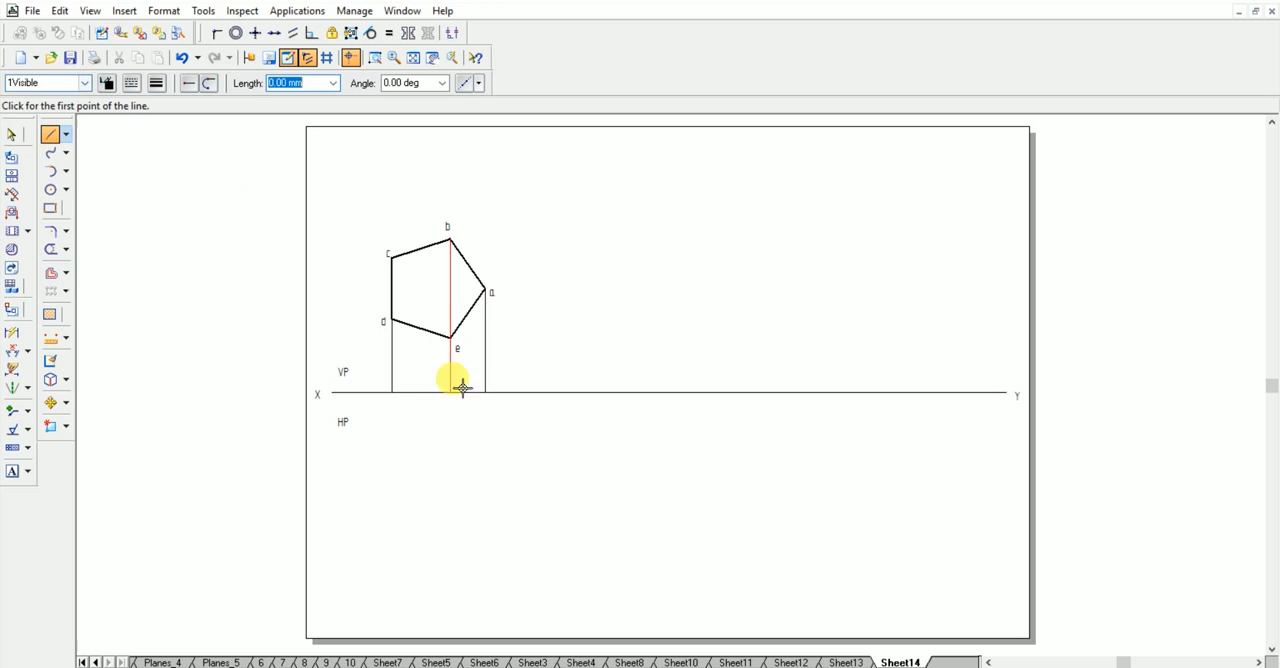 File Edit View Insert Format Tools Inspect Applications Manage Window Help
1Visible Length: 0.00 mm Angle: 0.00 deg
Click for the first point of the line.
b
c
a
d
e
VP
X Y
HP
A
Planes_4 Planes_5 6 7 8 9 10 Sheet7 Sheet5 Sheet6 Sheet3 Sheet4 Sheet8 Sheet10 Sheet11 Sheet12 Sheet13 Sheet14